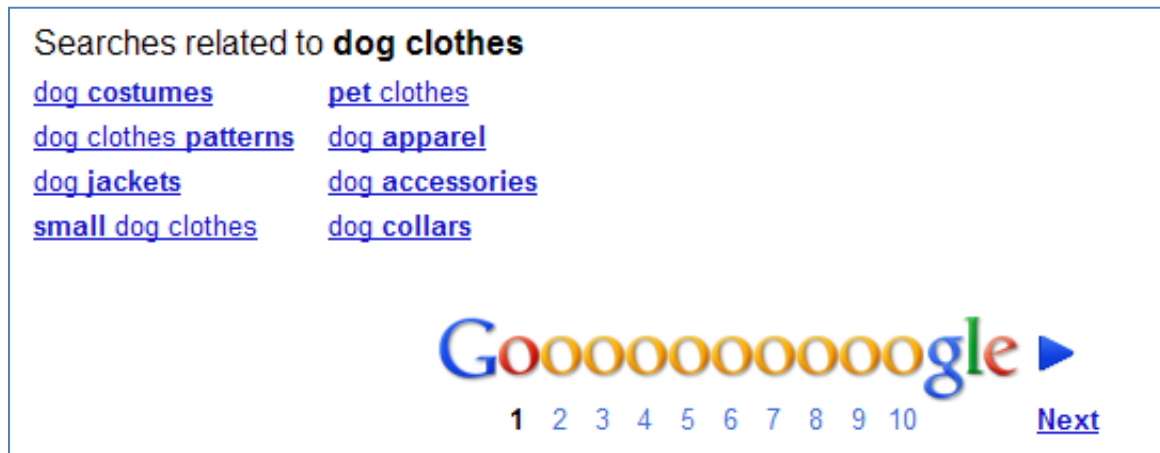 Searches related to dog clothes
dog costumes pet clothes
dog clothes patterns dog apparel
dog jackets dog accessories
small dog clothes dog collars
Goooooooooogle
1 2 3 4 5 6 7 8 9 10 Next